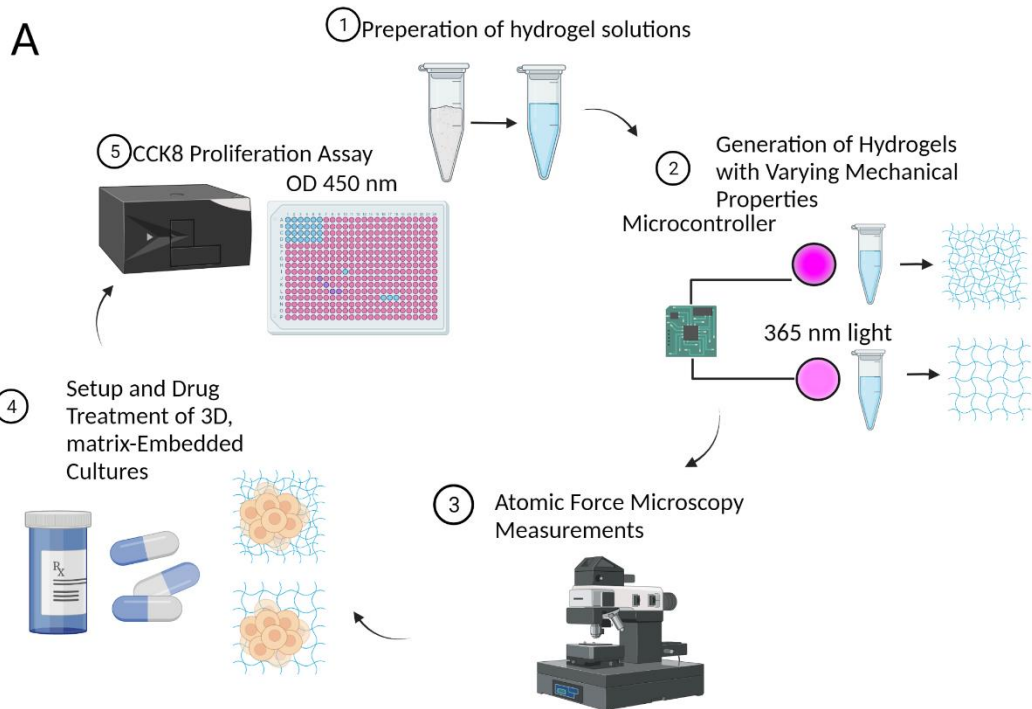 A
1 Preperation of hydrogel solutions
2 Generation of Hydrogels
with Varying Mechanical
Properties
Microcontroller
365 nm light
3 Atomic Force Microscopy
Measurements
4 Setup and Drug
Treatment of 3D,
matrix-Embedded
Cultures
Rx
5 CCK8 Proliferation Assay
OD 450 nm